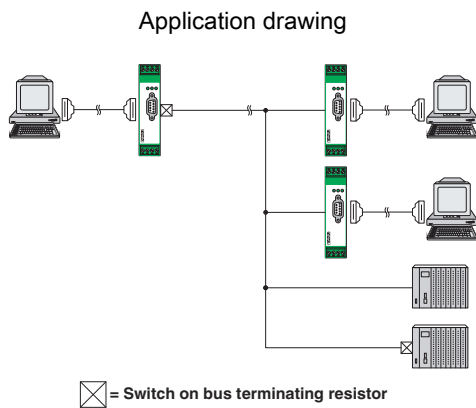 Application drawing
= Switch on bus terminating resistor